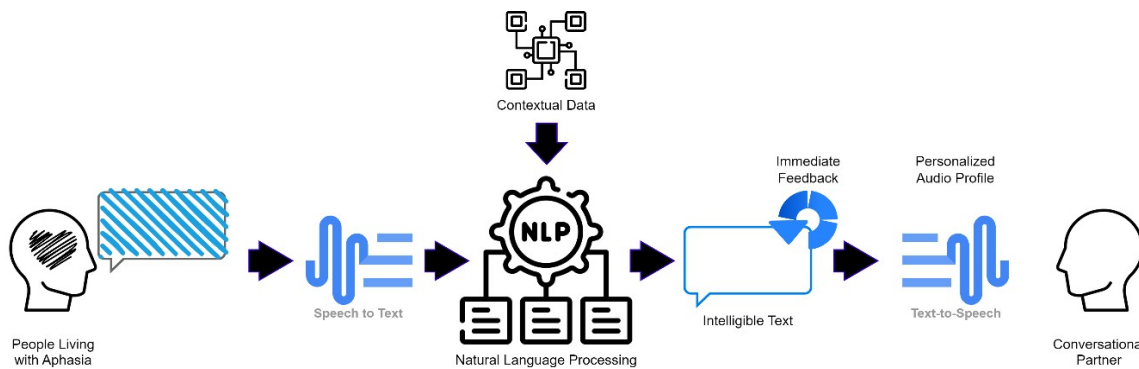 Contextual Data
Immediate
Feedback
Personalized
Audio Profile
NLP
Speech to Text
Intelligible Text
Text-to-Speech
People Living
with Aphasia
Natural Language Processing
Conversationa
Partner